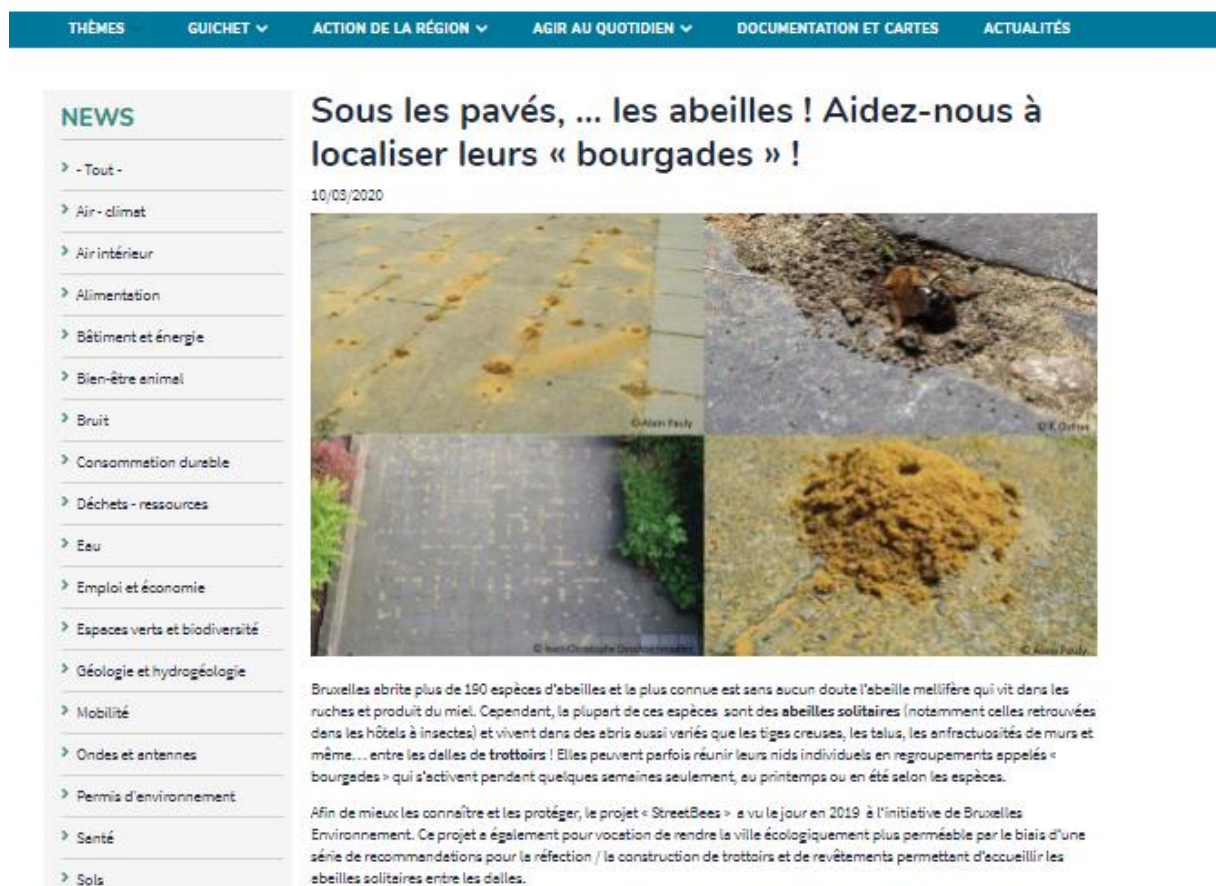 THÈMES GUICHET ACTION DE LA RÉGION AGIR AU QUOTIDIEN DOCUMENTATION ET CARTES ACTUALITÉS
NEWS
- Tout -
Air - climat
Air intérieur
Alimentation
Bâtiment et énergie
Bien-être animal
Bruit
Consommation durable
Déchets - ressources
Eau
Emploi et économie
Espaces verts et biodiversité
Géologie et hydrogéologie
Mobilité
Ondes et antennes
Permis d'environnement
Santé
Sols
Sous les pavés, ... les abeilles ! Aidez-nous à
localiser leurs « bourgades » !
10/03/2020
© Alain Pauly
© Alain Pauly
Bruxelles abrite plus de 190 espèces d'abeilles et la plus connue est sans aucun doute l'abeille mellifère qui vit dans les
ruches et produit du miel. Cependant, la plupart de ces espèces sont des abeilles solitaires (notamment celles retrouvées
dans les hôtels à insectes) et vivent dans des abris aussi variés que les tiges creuses, les talus, les anfractuosités de murs et
même... entre les dalles de trottoirs ! Elles peuvent parfois réunir leurs nids individuels en regroupements appelés «
bourgades » qui s'activent pendant quelques semaines seulement, au printemps ou en été selon les espèces.
Afin de mieux les connaître et les protéger, le projet « StreetBees » a vu le jour en 2019 à l'initiative de Bruxelles
Environnement. Ce projet a également pour vocation de rendre la ville écologiquement plus perméable par le biais d'une
série de recommandations pour la réfection / la construction de trottoirs et de revêtements permettant d'accueillir les
abeilles solitaires entre les dalles.